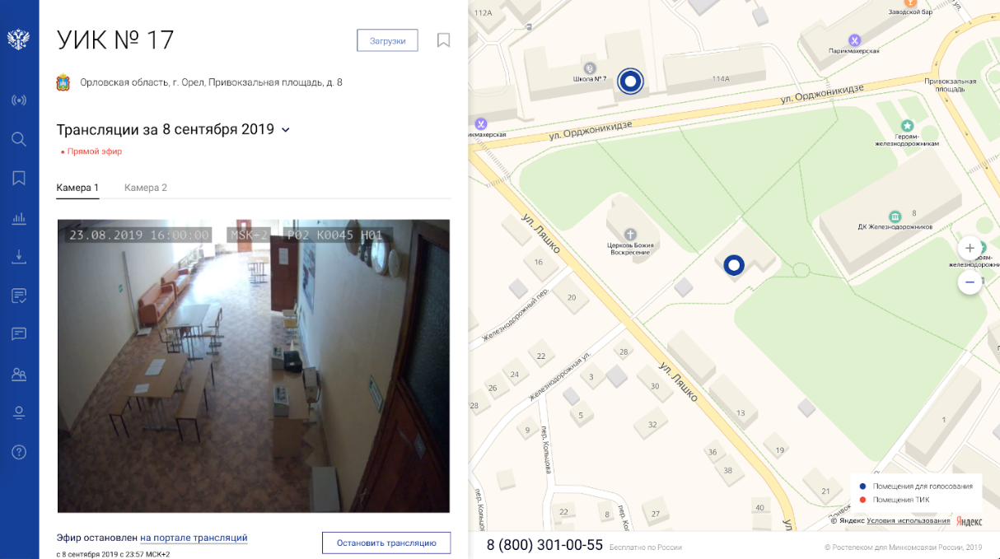 УИК № 17
Загрузки
Орловская область, г. Орел, Привокзальная площадь, д. 8
Трансляции за 8 сентября 2019
Прямой эфир
Камера 1
Камера 2
23.08.2019 16:00:00 MSK+2 P02 K0045 H01
Эфир остановлен на портале трансляций
с 8 сентября 2019 с 23:57 МСК+2
Остановить трансляцию
112А
Заводской бар
Парикмахерская
Школа № 7
114А
Привокзальная
площадь
ул. Орджоникидзе
ул. Орджоникидзе
Героям-
железнодорожникам
8
ДК Железнодорожников
Церковь Божия
Воскресение
ул. Ляшко
16
20
Железнодорожный пер.
22
24
26
28
Железнодорожная ул.
28
3
30
5
32
9
ул. Ляшко
13
1
пер. Кольцова
19
36
38
21
пер. Кольцова
22
8
27
40
+
−
Помещения для голосования
Помещения ТИК
© Яндекс Условия использования Яндекс
8 (800) 301-00-55 Бесплатно по России
© Ростелеком для Минкомсвязи России, 2019